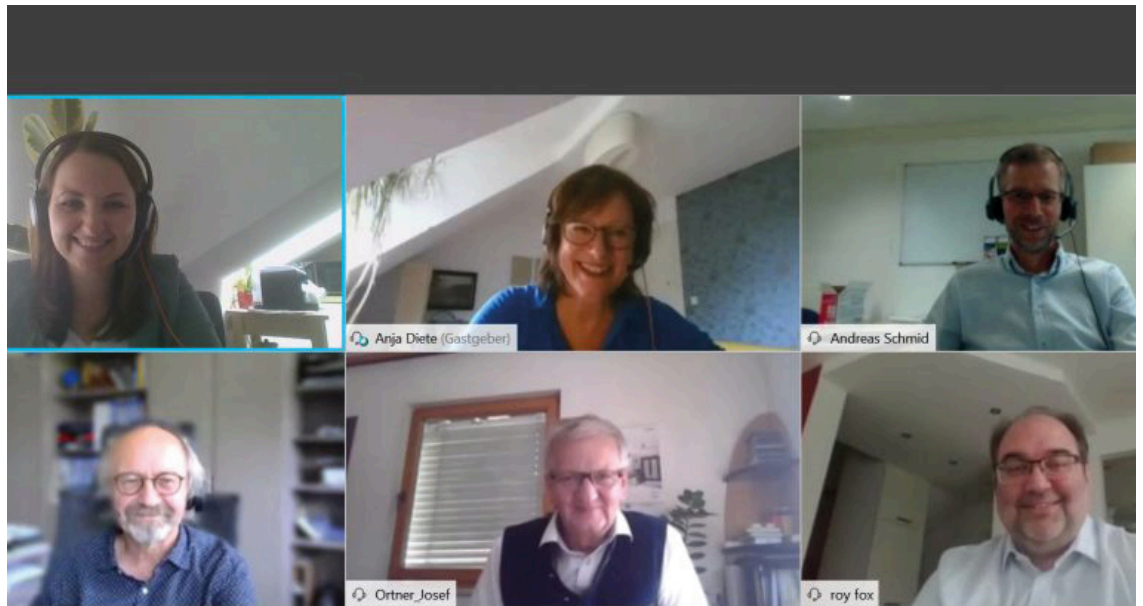 Anja Diete (Gastgeber)
Andreas Schmid
Ortner_Josef
roy fox